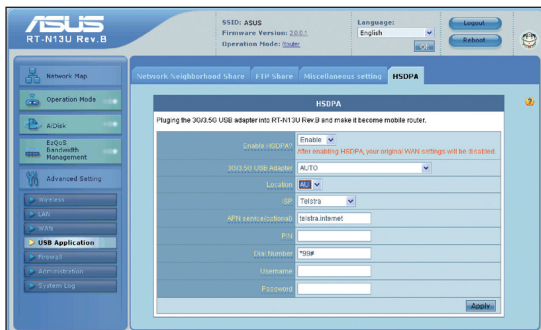 ASUS
RT-N13U Rev.B
SSID: ASUS
Firmware Version: 2.0.0.1
Operation Mode: Router
Language:
English
Logout
Reboot
Network Map
Operation Mode
AiDisk
EzQoS
Bandwidth
Management
Advanced Setting
Wireless
LAN
WAN
USB Application
Firewall
Administration
System Log
Network Neighborhood Share FTP Share Miscellaneous setting HSDPA
HSDPA
Pluging the 3G/3.5G USB adapter into RT-N13U Rev.B and make it become mobile router.
Enable HSDPA? Enable
After enabling HSDPA, your original WAN settings will be disabled.
3G/3.5G USB Adapter AUTO
Location AU
ISP Telstra
APN service(optional) telstra.internet
PIN
Dial Number *99#
Username
Password
Apply